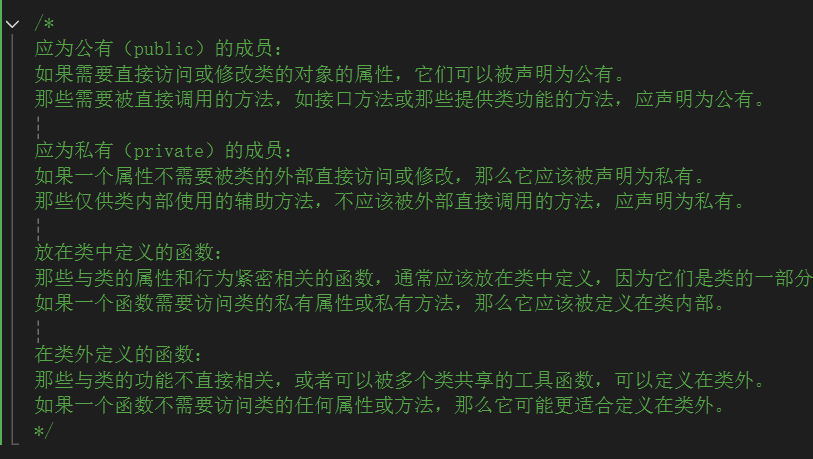 /*
应为公有（public）的成员：
如果需要直接访问或修改类的对象的属性，它们可以被声明为公有。
那些需要被直接调用的方法，如接口方法或那些提供类功能的方法，应声明为公有。
应为私有（private）的成员：
如果一个属性不需要被类的外部直接访问或修改，那么它应该被声明为私有。
那些仅供类内部使用的辅助方法，不应该被外部直接调用的方法，应声明为私有。
放在类中定义的函数：
那些与类的属性和行为紧密相关的函数，通常应该放在类中定义，因为它们是类的一部分
如果一个函数需要访问类的私有属性或私有方法，那么它应该被定义在类内部。
在类外定义的函数：
那些与类的功能不直接相关，或者可以被多个类共享的工具函数，可以定义在类外。
如果一个函数不需要访问类的任何属性或方法，那么它可能更适合定义在类外。
*/